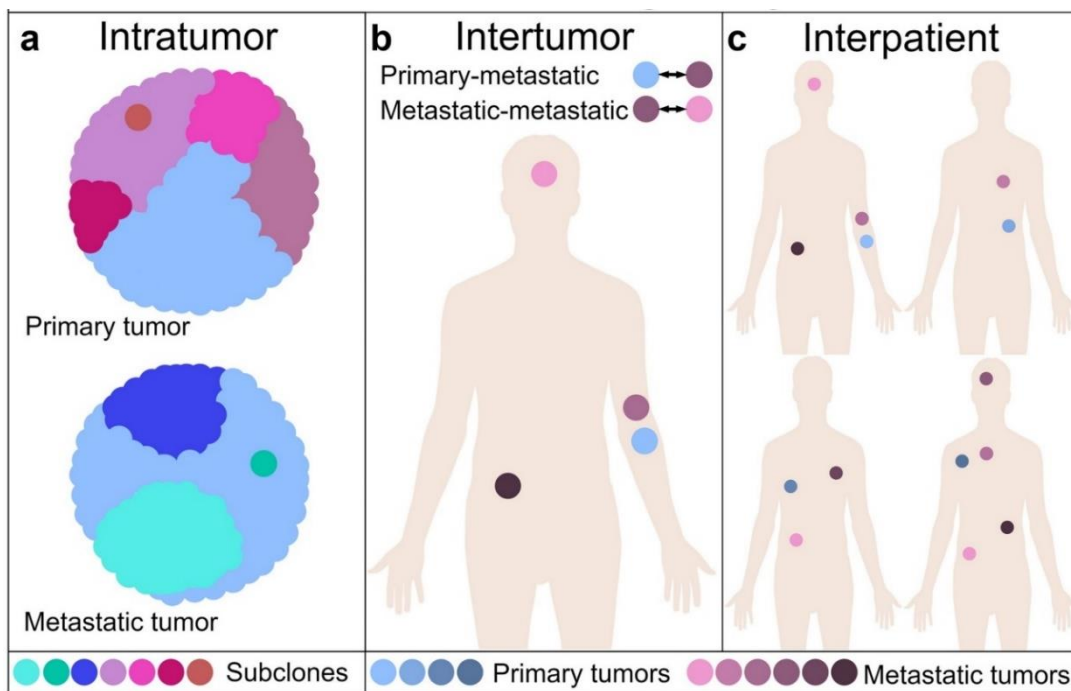 a Intratumor
b Intertumor
c Interpatient
Primary-metastatic
Metastatic-metastatic
Primary tumor
Metastatic tumor
Subclones
Primary tumors
Metastatic tumors